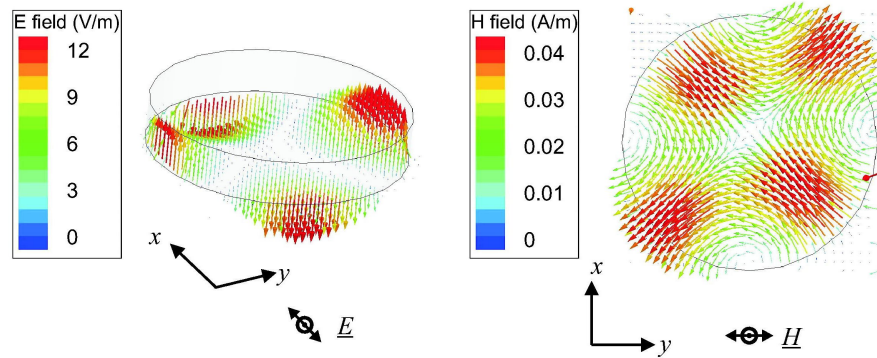 E field (V/m)
12
9
6
3
0
x
y
E
H field (A/m)
0.04
0.03
0.02
0.01
0
x
y
H